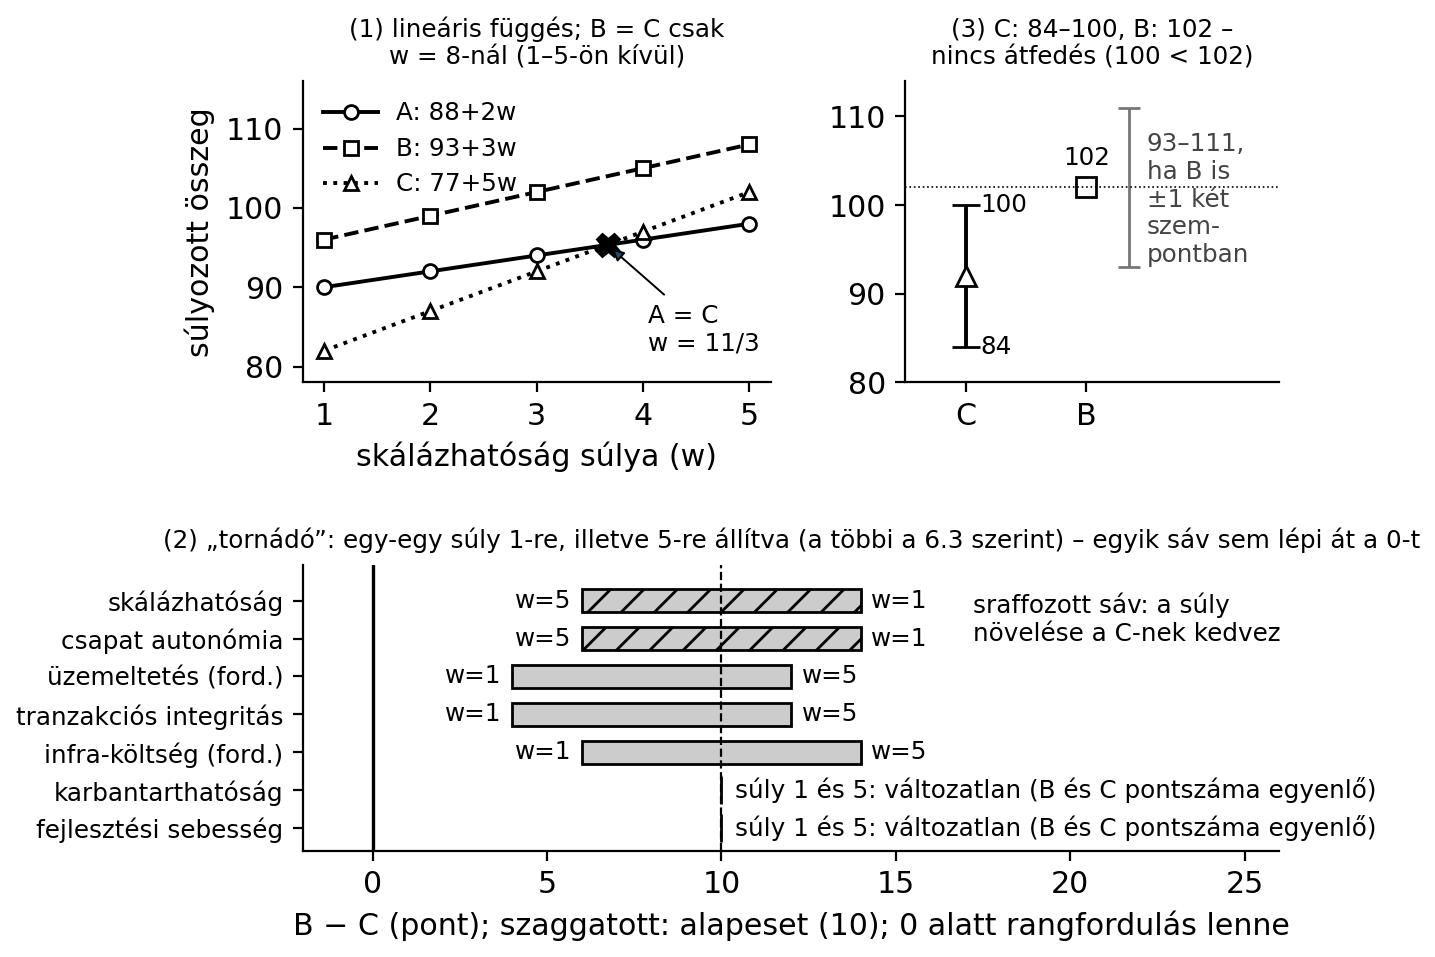 (1) lineáris függés; B = C csak
w = 8-nál (1–5-ön kívül)
súlyozott összeg
110
100
90
80
A: 88+2w
B: 93+3w
C: 77+5w
A = C
w = 11/3
1 2 3 4 5
skálázhatóság súlya (w)
(3) C: 84–100, B: 102 –
nincs átfedés (100 < 102)
110
100
90
80
102
100
84
93–111,
ha B is
±1 két
szem-
pontban
C B
(2) „tornádó”: egy-egy súly 1-re, illetve 5-re állítva (a többi a 6.3 szerint) – egyik sáv sem lépi át a 0-t
skálázhatóság w=5 w=1
csapat autonómia w=5 w=1
üzemeltetés (ford.) w=1 w=5
tranzakciós integritás w=1 w=5
infra-költség (ford.) w=1 w=5
karbantarthatóság súly 1 és 5: változatlan (B és C pontszáma egyenlő)
fejlesztési sebesség súly 1 és 5: változatlan (B és C pontszáma egyenlő)
sraffozott sáv: a súly
növelése a C-nek kedvez
0 5 10 15 20 25
B − C (pont); szaggatott: alapeset (10); 0 alatt rangfordulás lenne